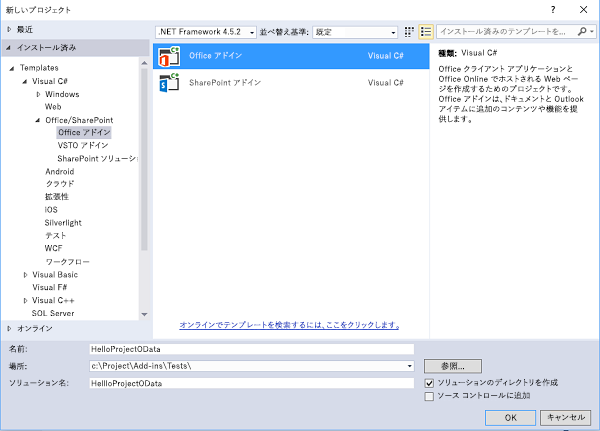 新しいプロジェクト
? ×
最近
.NET Framework 4.5.2 並べ替え基準: 既定
インストール済みのテンプレートを...
インストール済み
Templates
Visual C#
Windows
Web
Office/SharePoint
Office アドイン
VSTO アドイン
SharePoint ソリューション
Android
クラウド
拡張性
iOS
Silverlight
テスト
WCF
ワークフロー
Visual Basic
Visual F#
Visual C++
SQL Server
オンライン
Office アドイン Visual C#
SharePoint アドイン Visual C#
オンラインでテンプレートを検索するには、ここをクリックします。
種類: Visual C#
Office クライアント アプリケーションと
Office Online でホストされる Web ペー
ジを作成するためのプロジェクトです。
Office アドインは、ドキュメントと Outlook
アイテムに追加のコンテンツや機能を提
供します。
名前: HelloProjectOData
場所: c:\Project\Add-ins\Tests\ 参照...
ソリューション名: HellloProjectOData
ソリューションのディレクトリを作成
ソース コントロールに追加
OK キャンセル